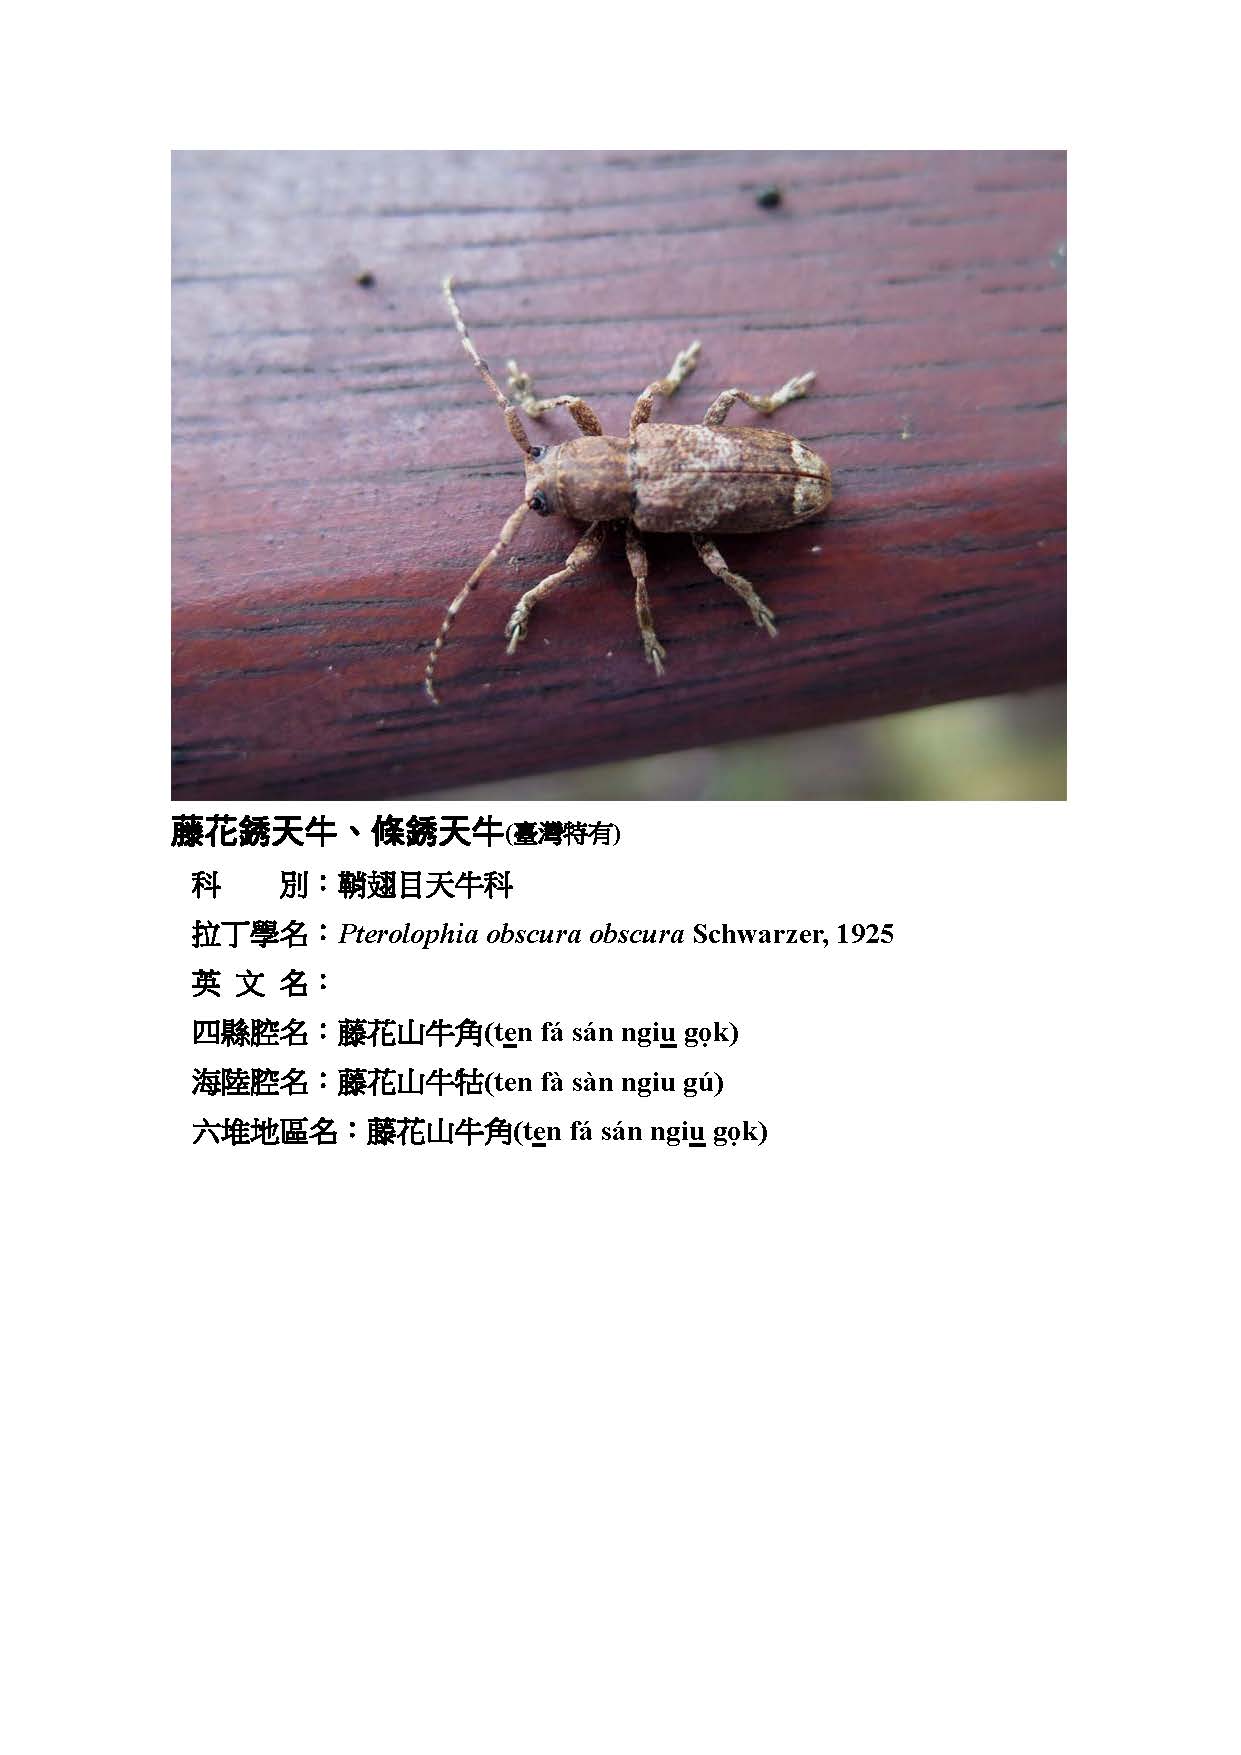 藤花銹天牛、條銹天牛(臺灣特有)
科　　別：鞘翅目天牛科
拉丁學名：Pterolophia obscura obscura Schwarzer, 1925
英 文 名：
四縣腔名：藤花山牛角(ten fá sán ngiu gọk)
海陸腔名：藤花山牛牯(ten fà sàn ngiu gú)
六堆地區名：藤花山牛角(ten fá sán ngiu gọk)